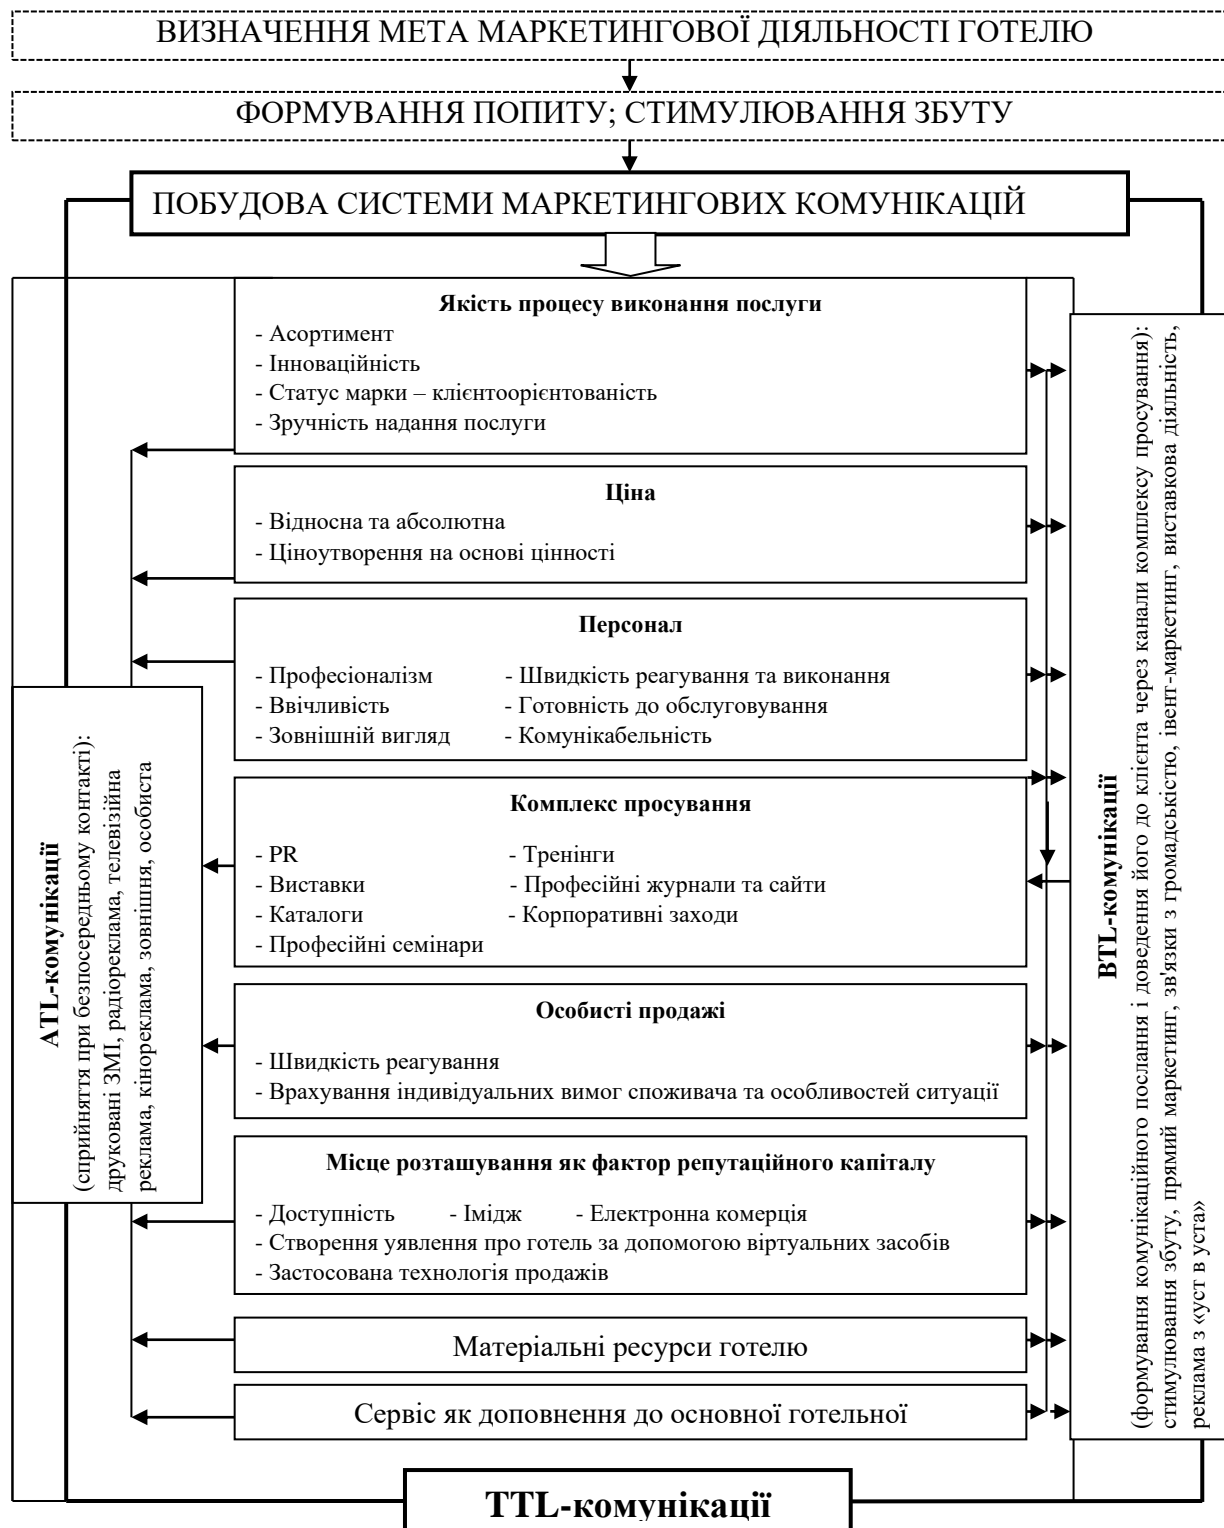 ВИЗНАЧЕННЯ МЕТА МАРКЕТИНГОВОЇ ДІЯЛЬНОСТІ ГОТЕЛЮ
ФОРМУВАННЯ ПОПИТУ; СТИМУЛЮВАННЯ ЗБУТУ
ПОБУДОВА СИСТЕМИ МАРКЕТИНГОВИХ КОМУНІКАЦІЙ
Якість процесу виконання послуги
- Асортимент
- Інноваційність
- Статус марки – клієнтоорієнтованість
- Зручність надання послуги
Ціна
- Відносна та абсолютна
- Ціноутворення на основі цінності
Персонал
- Професіоналізм - Швидкість реагування та виконання
- Ввічливість - Готовність до обслуговування
- Зовнішній вигляд - Комунікабельність
Комплекс просування
- PR - Тренінги
- Виставки - Професійні журнали та сайти
- Каталоги - Корпоративні заходи
- Професійні семінари
Особисті продажі
- Швидкість реагування
- Врахування індивідуальних вимог споживача та особливостей ситуації
Місце розташування як фактор репутаційного капіталу
- Доступність - Імідж - Електронна комерція
- Створення уявлення про готель за допомогою віртуальних засобів
- Застосована технологія продажів
Матеріальні ресурси готелю
Сервіс як доповнення до основної готельної
ATL-комунікації
(сприйняття при безпосередньому контакті):
друковані ЗМІ, радіореклама, телевізійна
реклама, кінореклама, зовнішня, особиста
BTL-комунікації
(формування комунікаційного послання і доведення його до клієнта через канали комплексу просування):
стимулювання збуту, прямий маркетинг, зв'язки з громадськістю, івент-маркетинг, виставкова діяльність,
реклама з «уст в уста»
TTL-комунікації